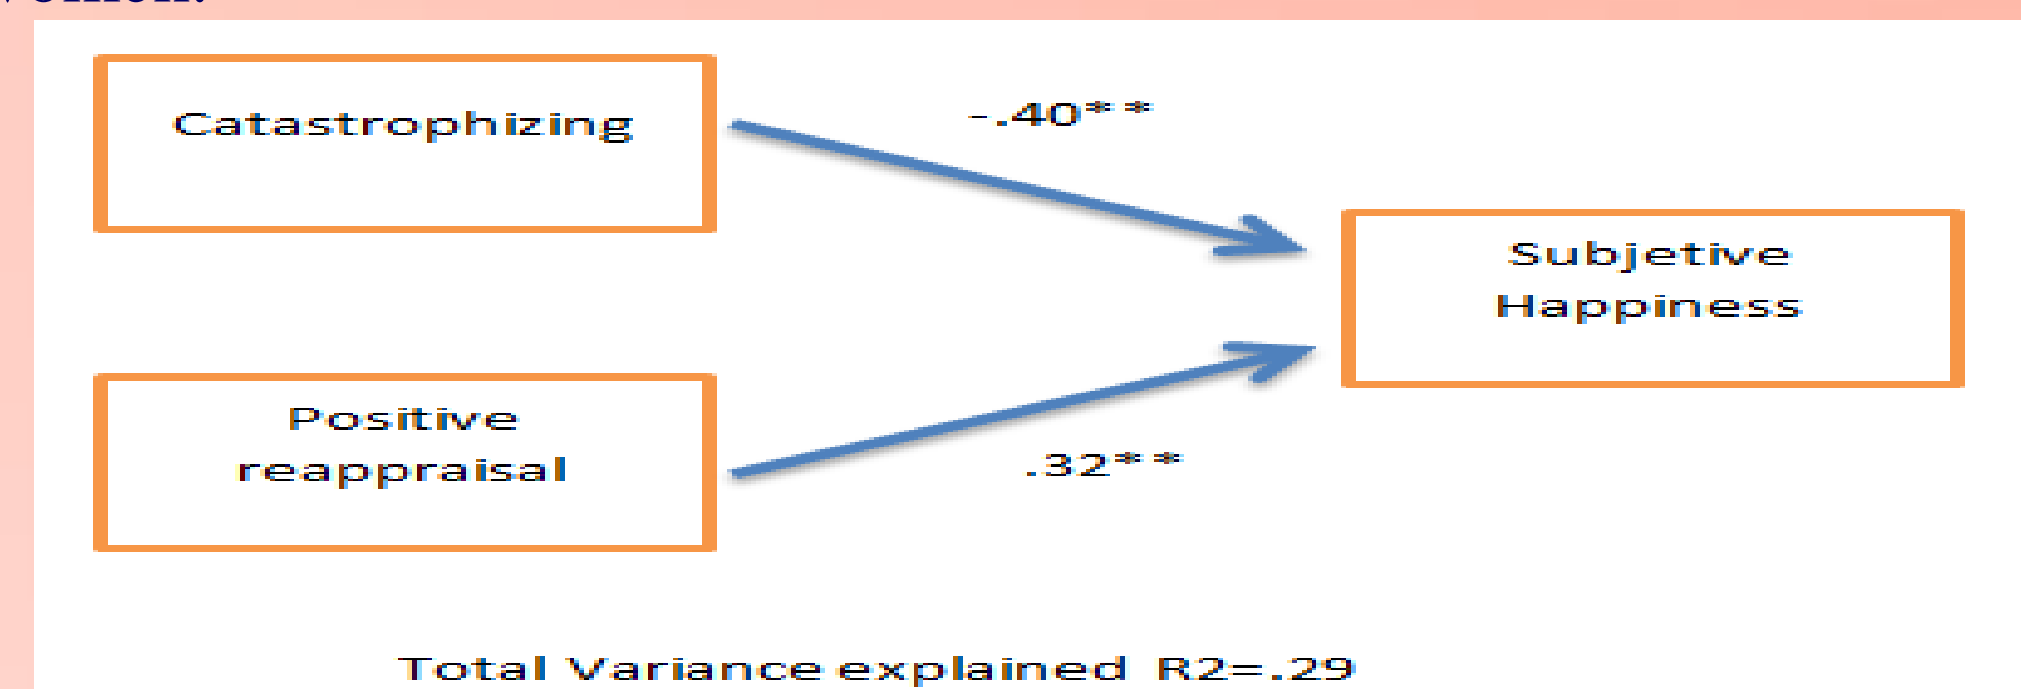 Catastrophizing
-.40**
Subjetive
Happiness
Positive
reappraisal
.32**
Total Variance explained R2=.29